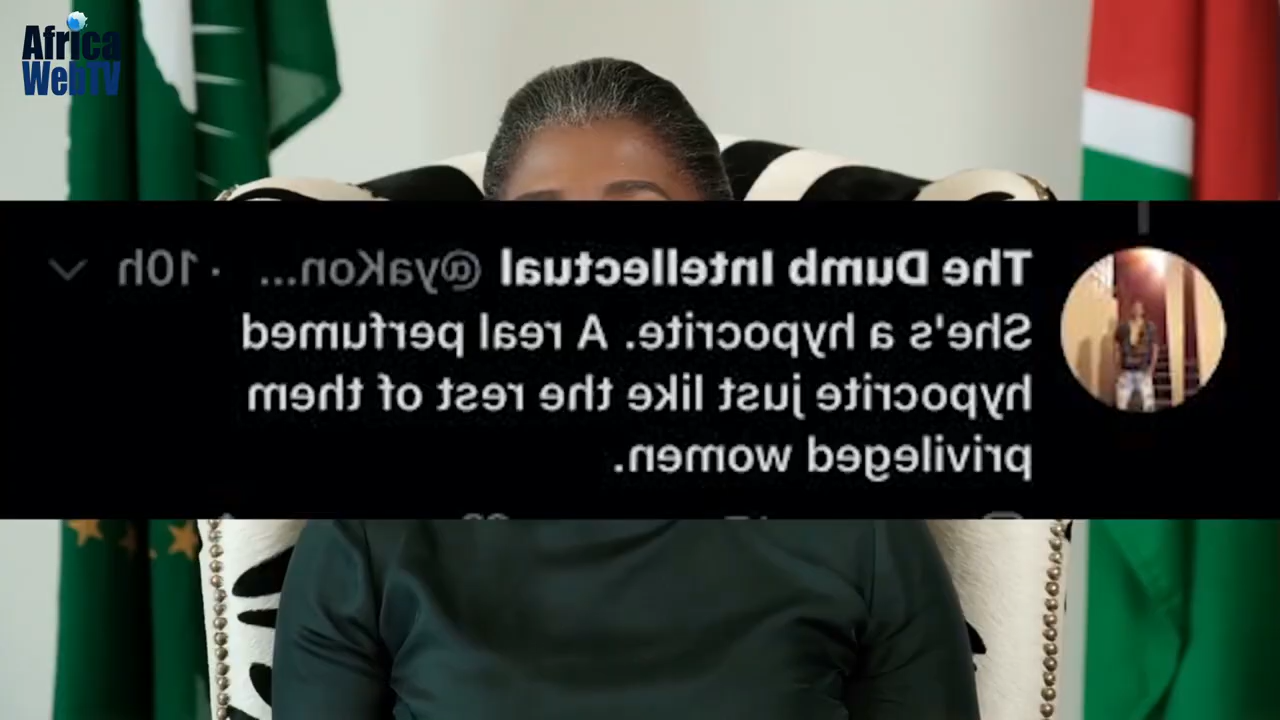 Africa
WebTV
The Dumb Intellectual @yaKon... · 10h
She's a hypocrite. A real perfumed
hypocrite just like the rest of them
privileged women.